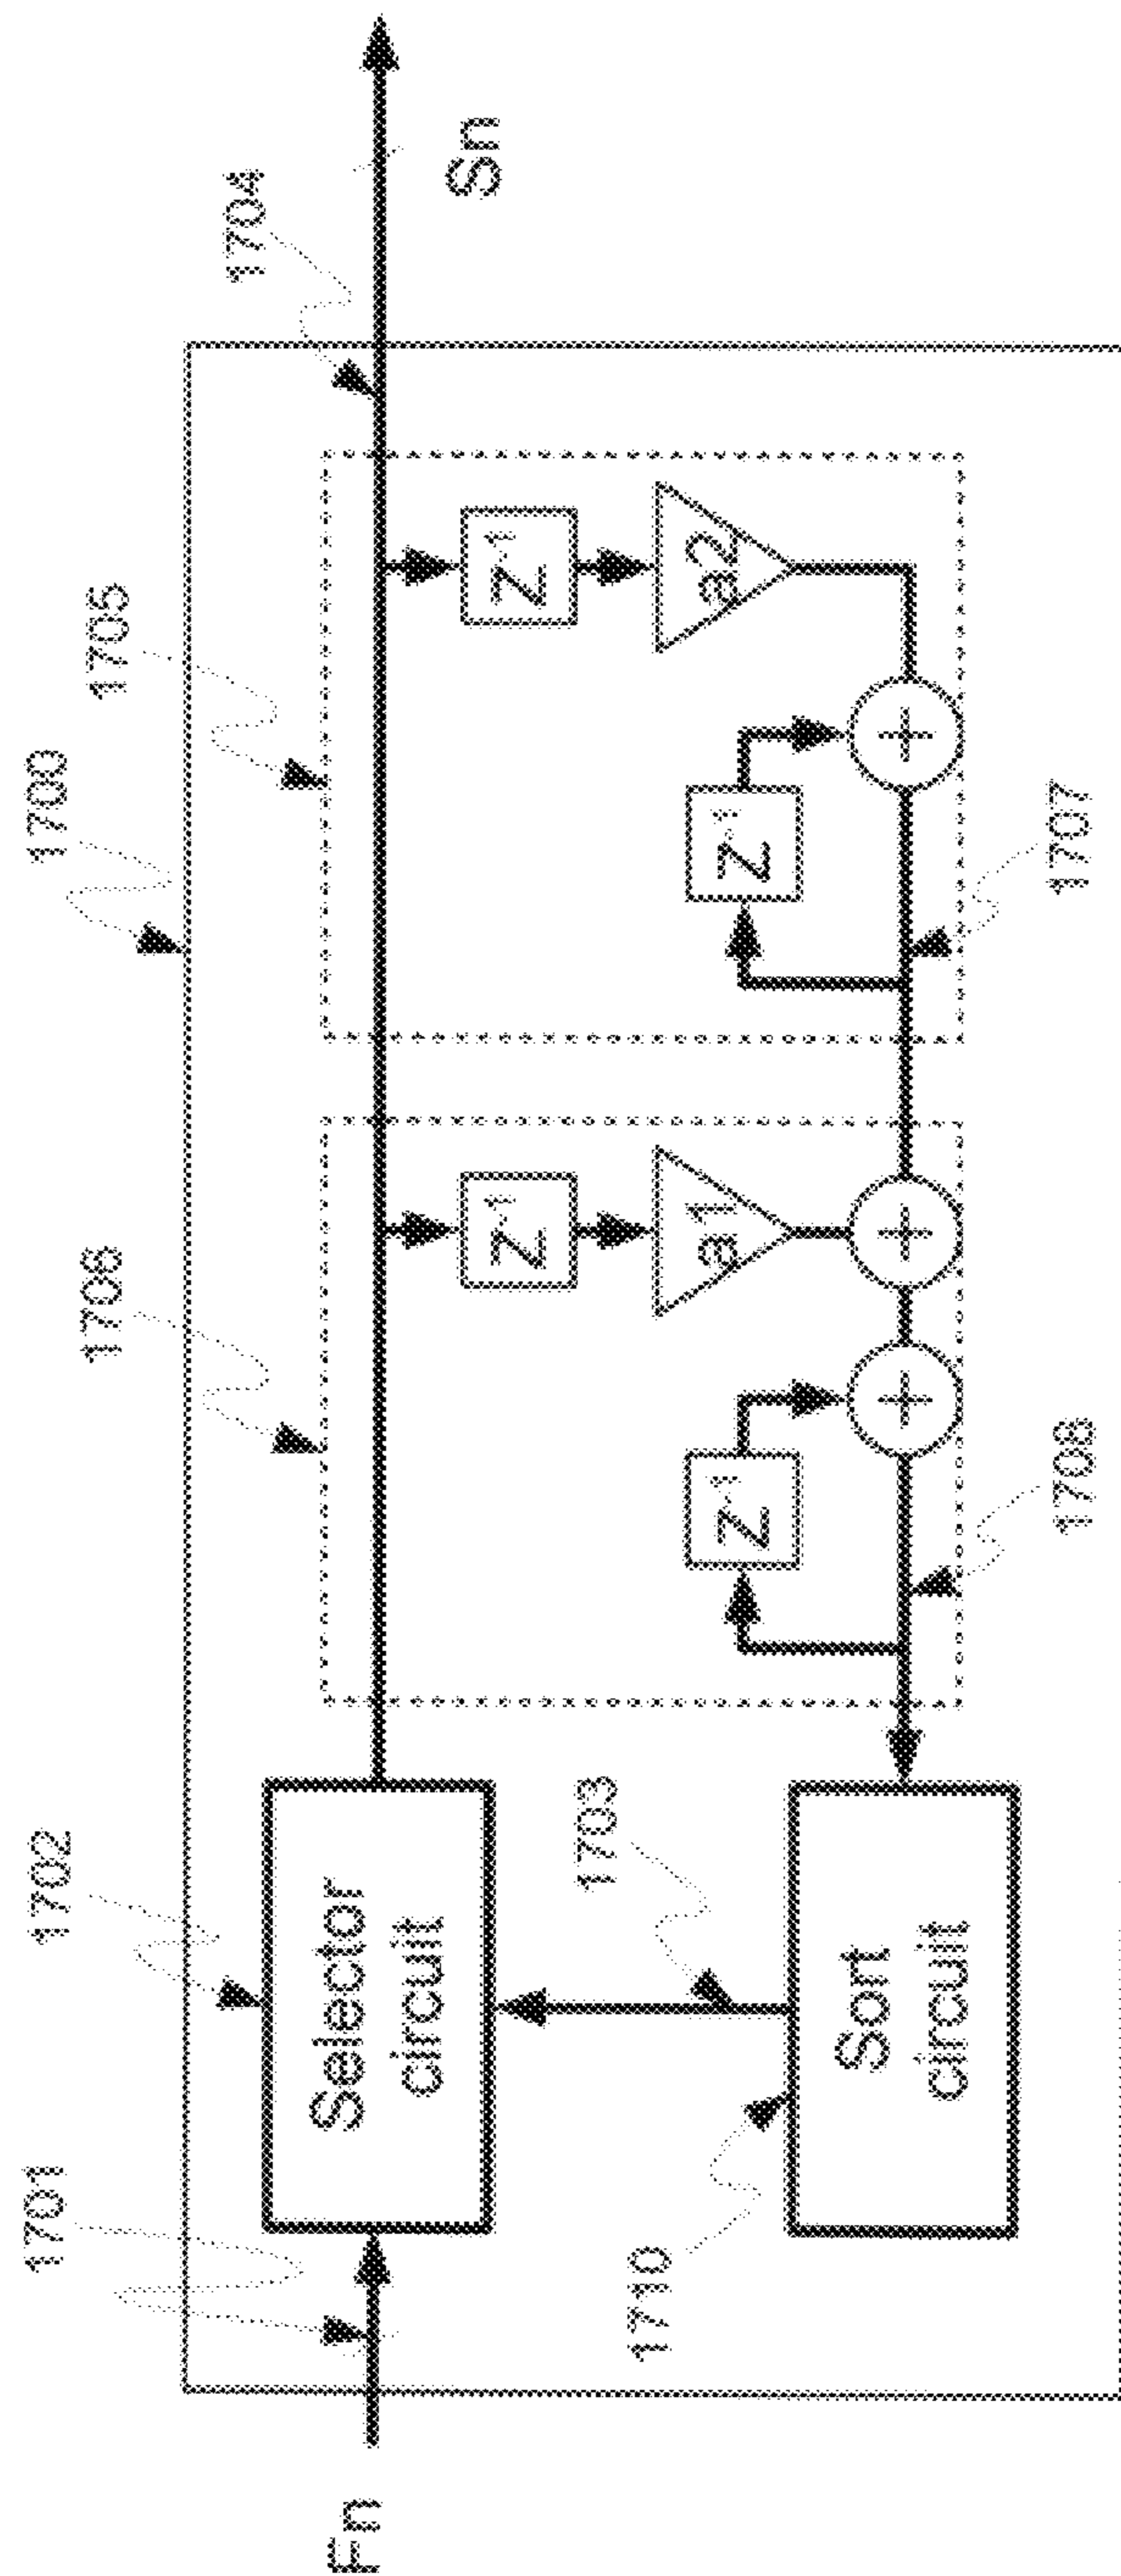 1700
1701
1702
1706
1705
1704
Fn
Selector
circuit
Sn
Z-1
Z-1
a1
a2
1703
Z-1
Z-1
+
+
+
1710
Sort
circuit
1708
1707